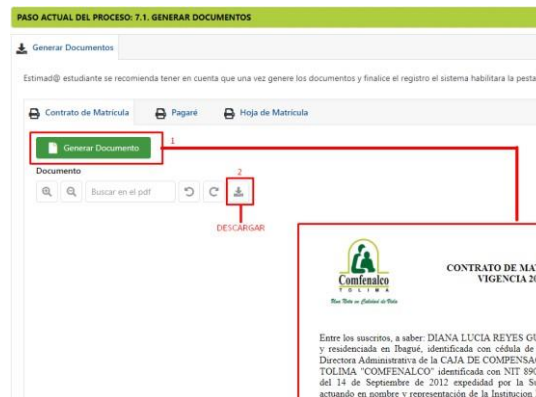 PASO ACTUAL DEL PROCESO: 7.1. GENERAR DOCUMENTOS
Generar Documentos
Estimad@ estudiante se recomienda tener en cuenta que una vez genere los documentos y finalice el registro el sistema habilitara la pesta
Contrato de Matrícula Pagaré Hoja de Matrícula
Generar Documento 1
Documento 2
Buscar en el pdf
DESCARGAR
Comfenalco
TOLIMA
CONTRATO DE MA
VIGENCIA 20
Entre los suscritos, a saber: DIANA LUCIA REYES GU
y residenciada en Ibagué, identificada con cédula de
Directora Administrativa de la CAJA DE COMPENSA
TOLIMA "COMFENALCO" identificada con NIT 890
del 14 de Septiembre de 2012 expedido por la Su
actuando en nombre y representación de la Institucion